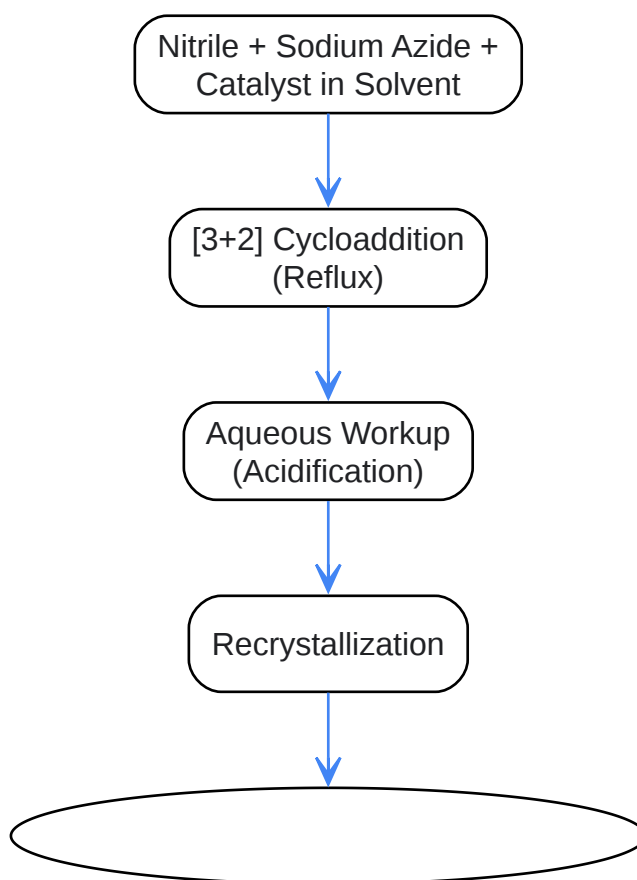 Nitrile + Sodium Azide +
Catalyst in Solvent
[3+2] Cycloaddition
(Reflux)
Aqueous Workup
(Acidification)
Recrystallization